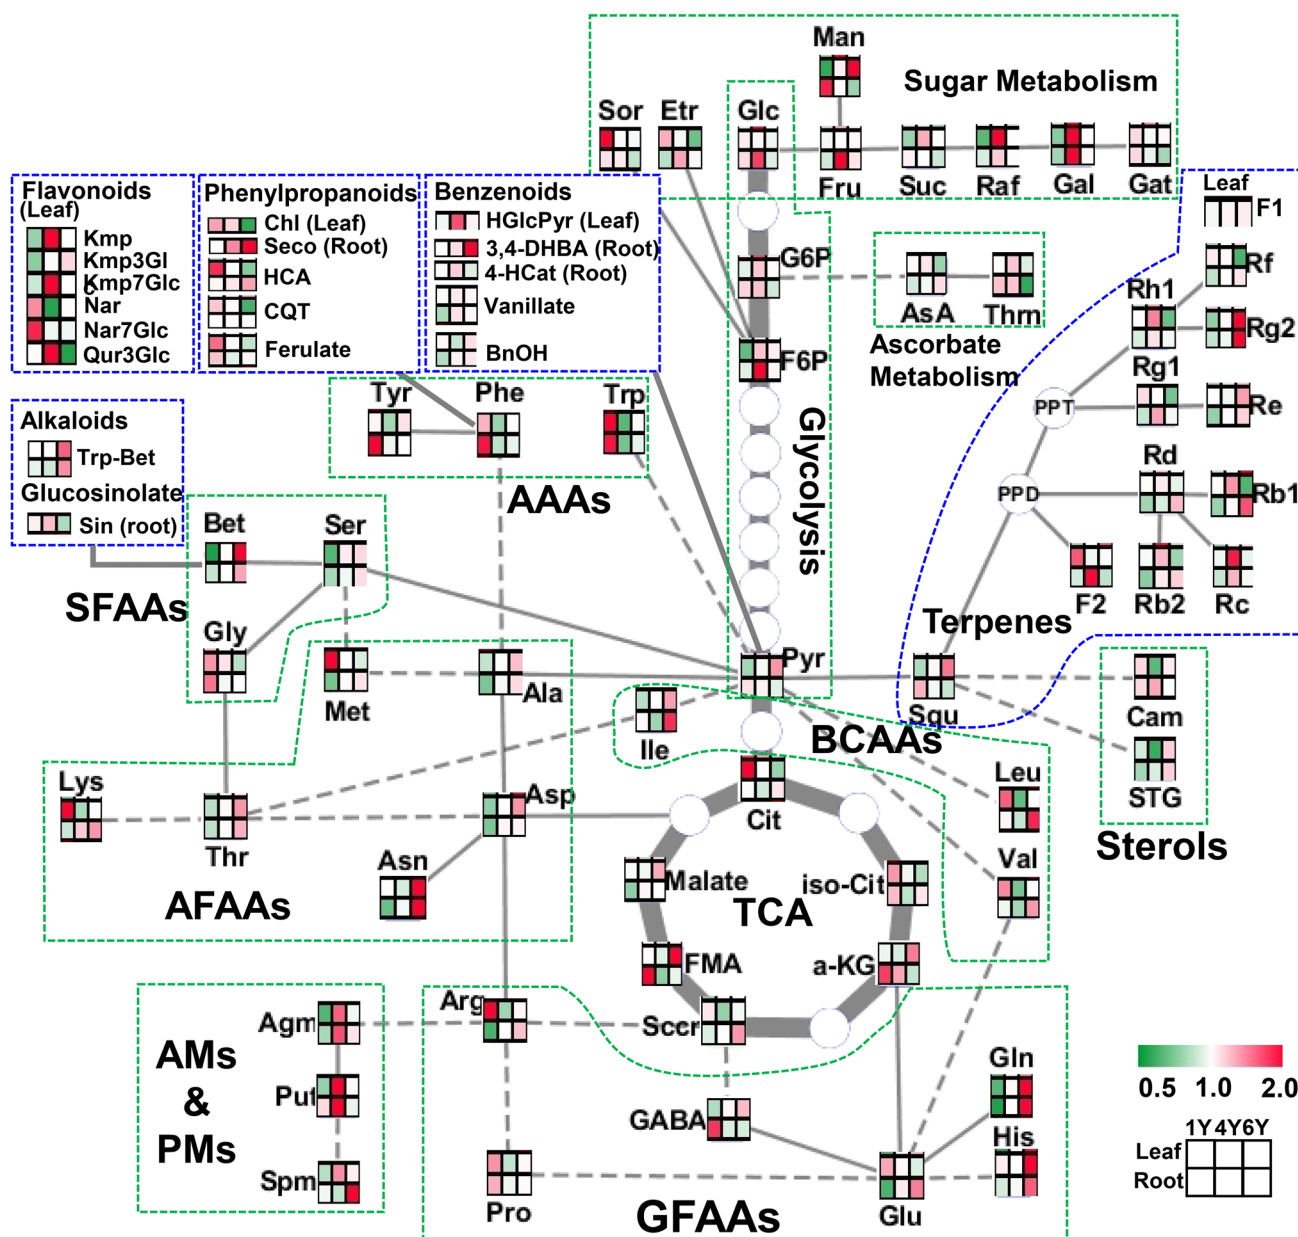 Man
Sugar Metabolism
Sor Etr Glc
Fru Suc Raf Gal Gat
Flavonoids
(Leaf)
Kmp
Kmp3Gl
Kmp7Glc
Nar
Nar7Glc
Qur3Glc
Phenylpropanoids
Chl (Leaf)
Seco (Root)
HCA
CQT
Ferulate
Benzenoids
HGlcPyr (Leaf)
3,4-DHBA (Root)
4-HCat (Root)
Vanillate
BnOH
Leaf
F1
Rf
Rh1
Rg2
Rg1
Re
PPT
Rd
PPD
Rb1
F2 Rb2 Rc
Terpenes
G6P
AsA Thrn
Ascorbate
Metabolism
F6P
Glycolysis
Tyr Phe Trp
AAAs
Alkaloids
Trp-Bet
Glucosinolate
Sin (root)
Bet Ser
SFAAs
Gly
Met
Ala
Pyr
Squ
Cam
STG
Sterols
Ile
BCAAs
Leu
Val
Lys
Thr
Asp
Asn
AFAAs
Cit
Malate
iso-Cit
TCA
FMA
a-KG
Sccr
Arg
Agm
Put
Spm
AMs
&
PMs
GABA
Gln
His
Pro
Glu
GFAAs
0.5 1.0 2.0
1Y 4Y 6Y
Leaf
Root